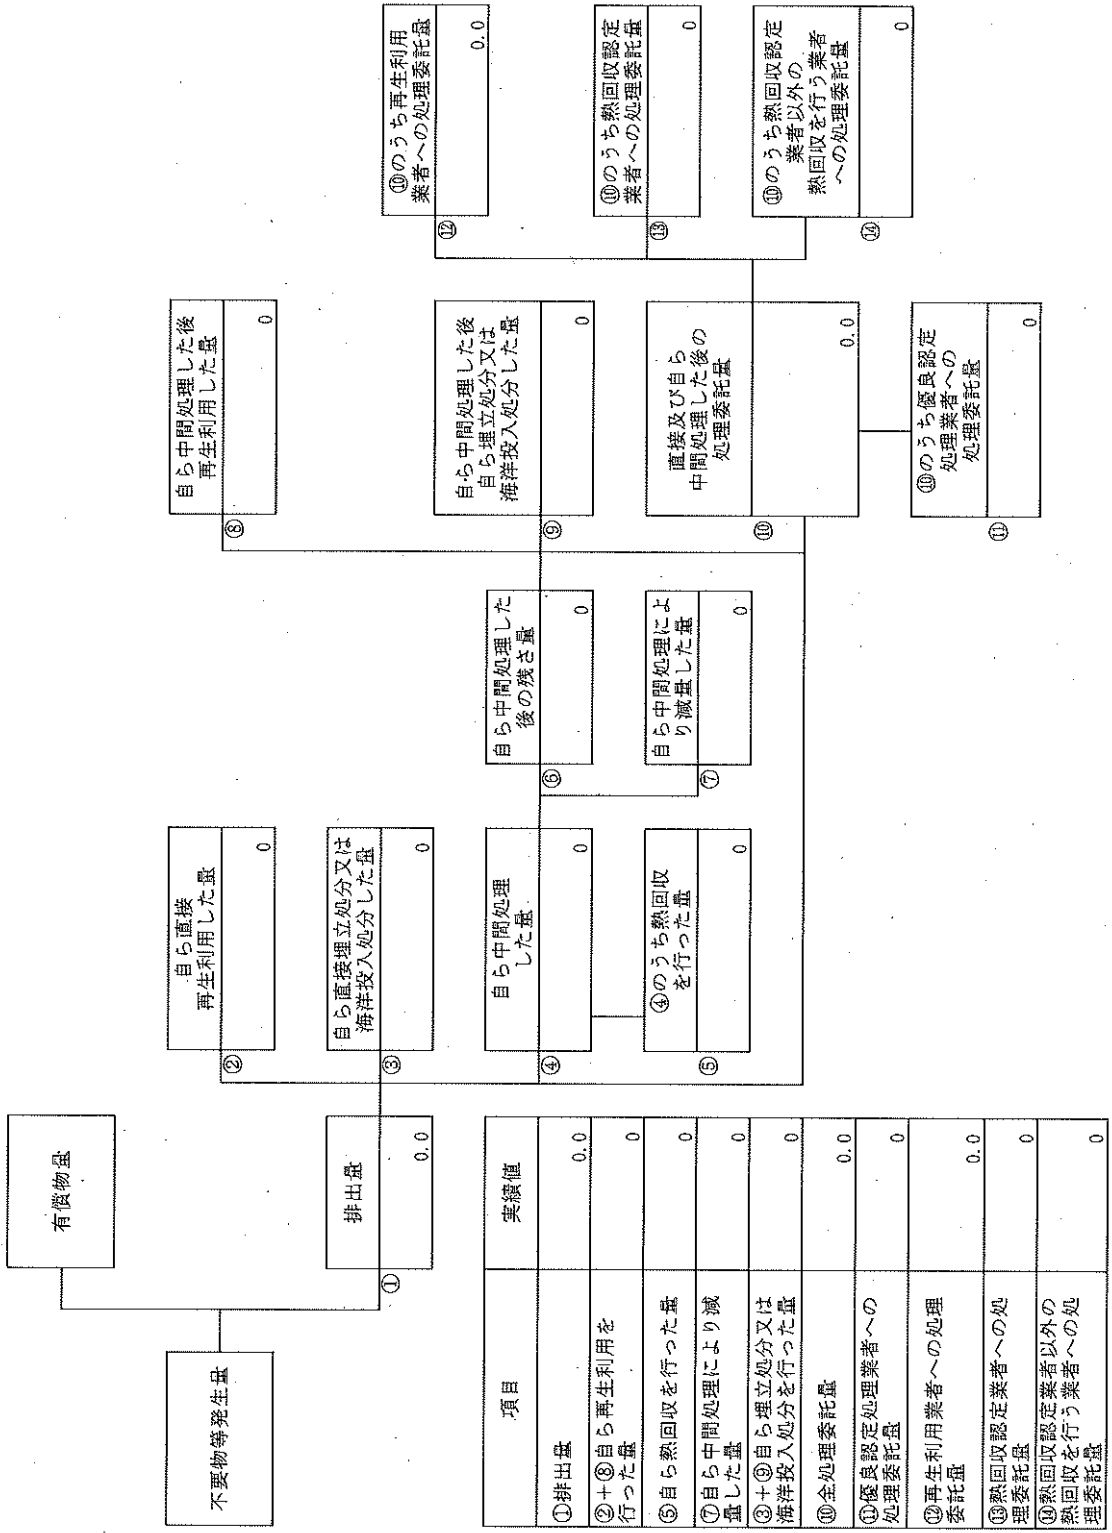 不要物等発生量
有償物量
排出量
①
0.0
自ら直接
再生利用した量
②
0
自ら直接埋立処分又は
海洋投入処分した量
③
0
自ら中間処理
した量
④
0
④のうち熱回収
を行った量
⑤
0
自ら中間処理した
後の残さ量
⑥
0
自ら中間処理によ
り減量した量
⑦
0
自ら中間処理した後
再生利用した量
⑧
0
自ら中間処理した後
自ら埋立処分又は
海洋投入処分した量
⑨
0
直接及び自ら
中間処理した後の
処理委託量
⑩
0.0
⑩のうち優良認定
処理業者への
処理委託量
⑪
0
⑩のうち再生利用
業者への処理委託量
⑫
0.0
⑩のうち熱回収認定
業者への処理委託量
⑬
0
⑩のうち熱回収認定
業者以外の
熱回収を行う業者
への処理委託量
⑭
0
項目 実績値
①排出量 0.0
②+⑧自ら再生利用を
行った量 0
⑤自ら熱回収を行った量 0
⑦自ら中間処理により減
量した量 0
③+⑨自ら埋立処分又は
海洋投入処分を行った量 0
⑩全処理委託量 0.0
⑪優良認定処理業者への
処理委託量 0
⑫再生利用業者への処理
委託量 0.0
⑬熱回収認定業者への処
理委託量 0
⑭熱回収認定業者以外の
熱回収を行う業者への処
理委託量 0